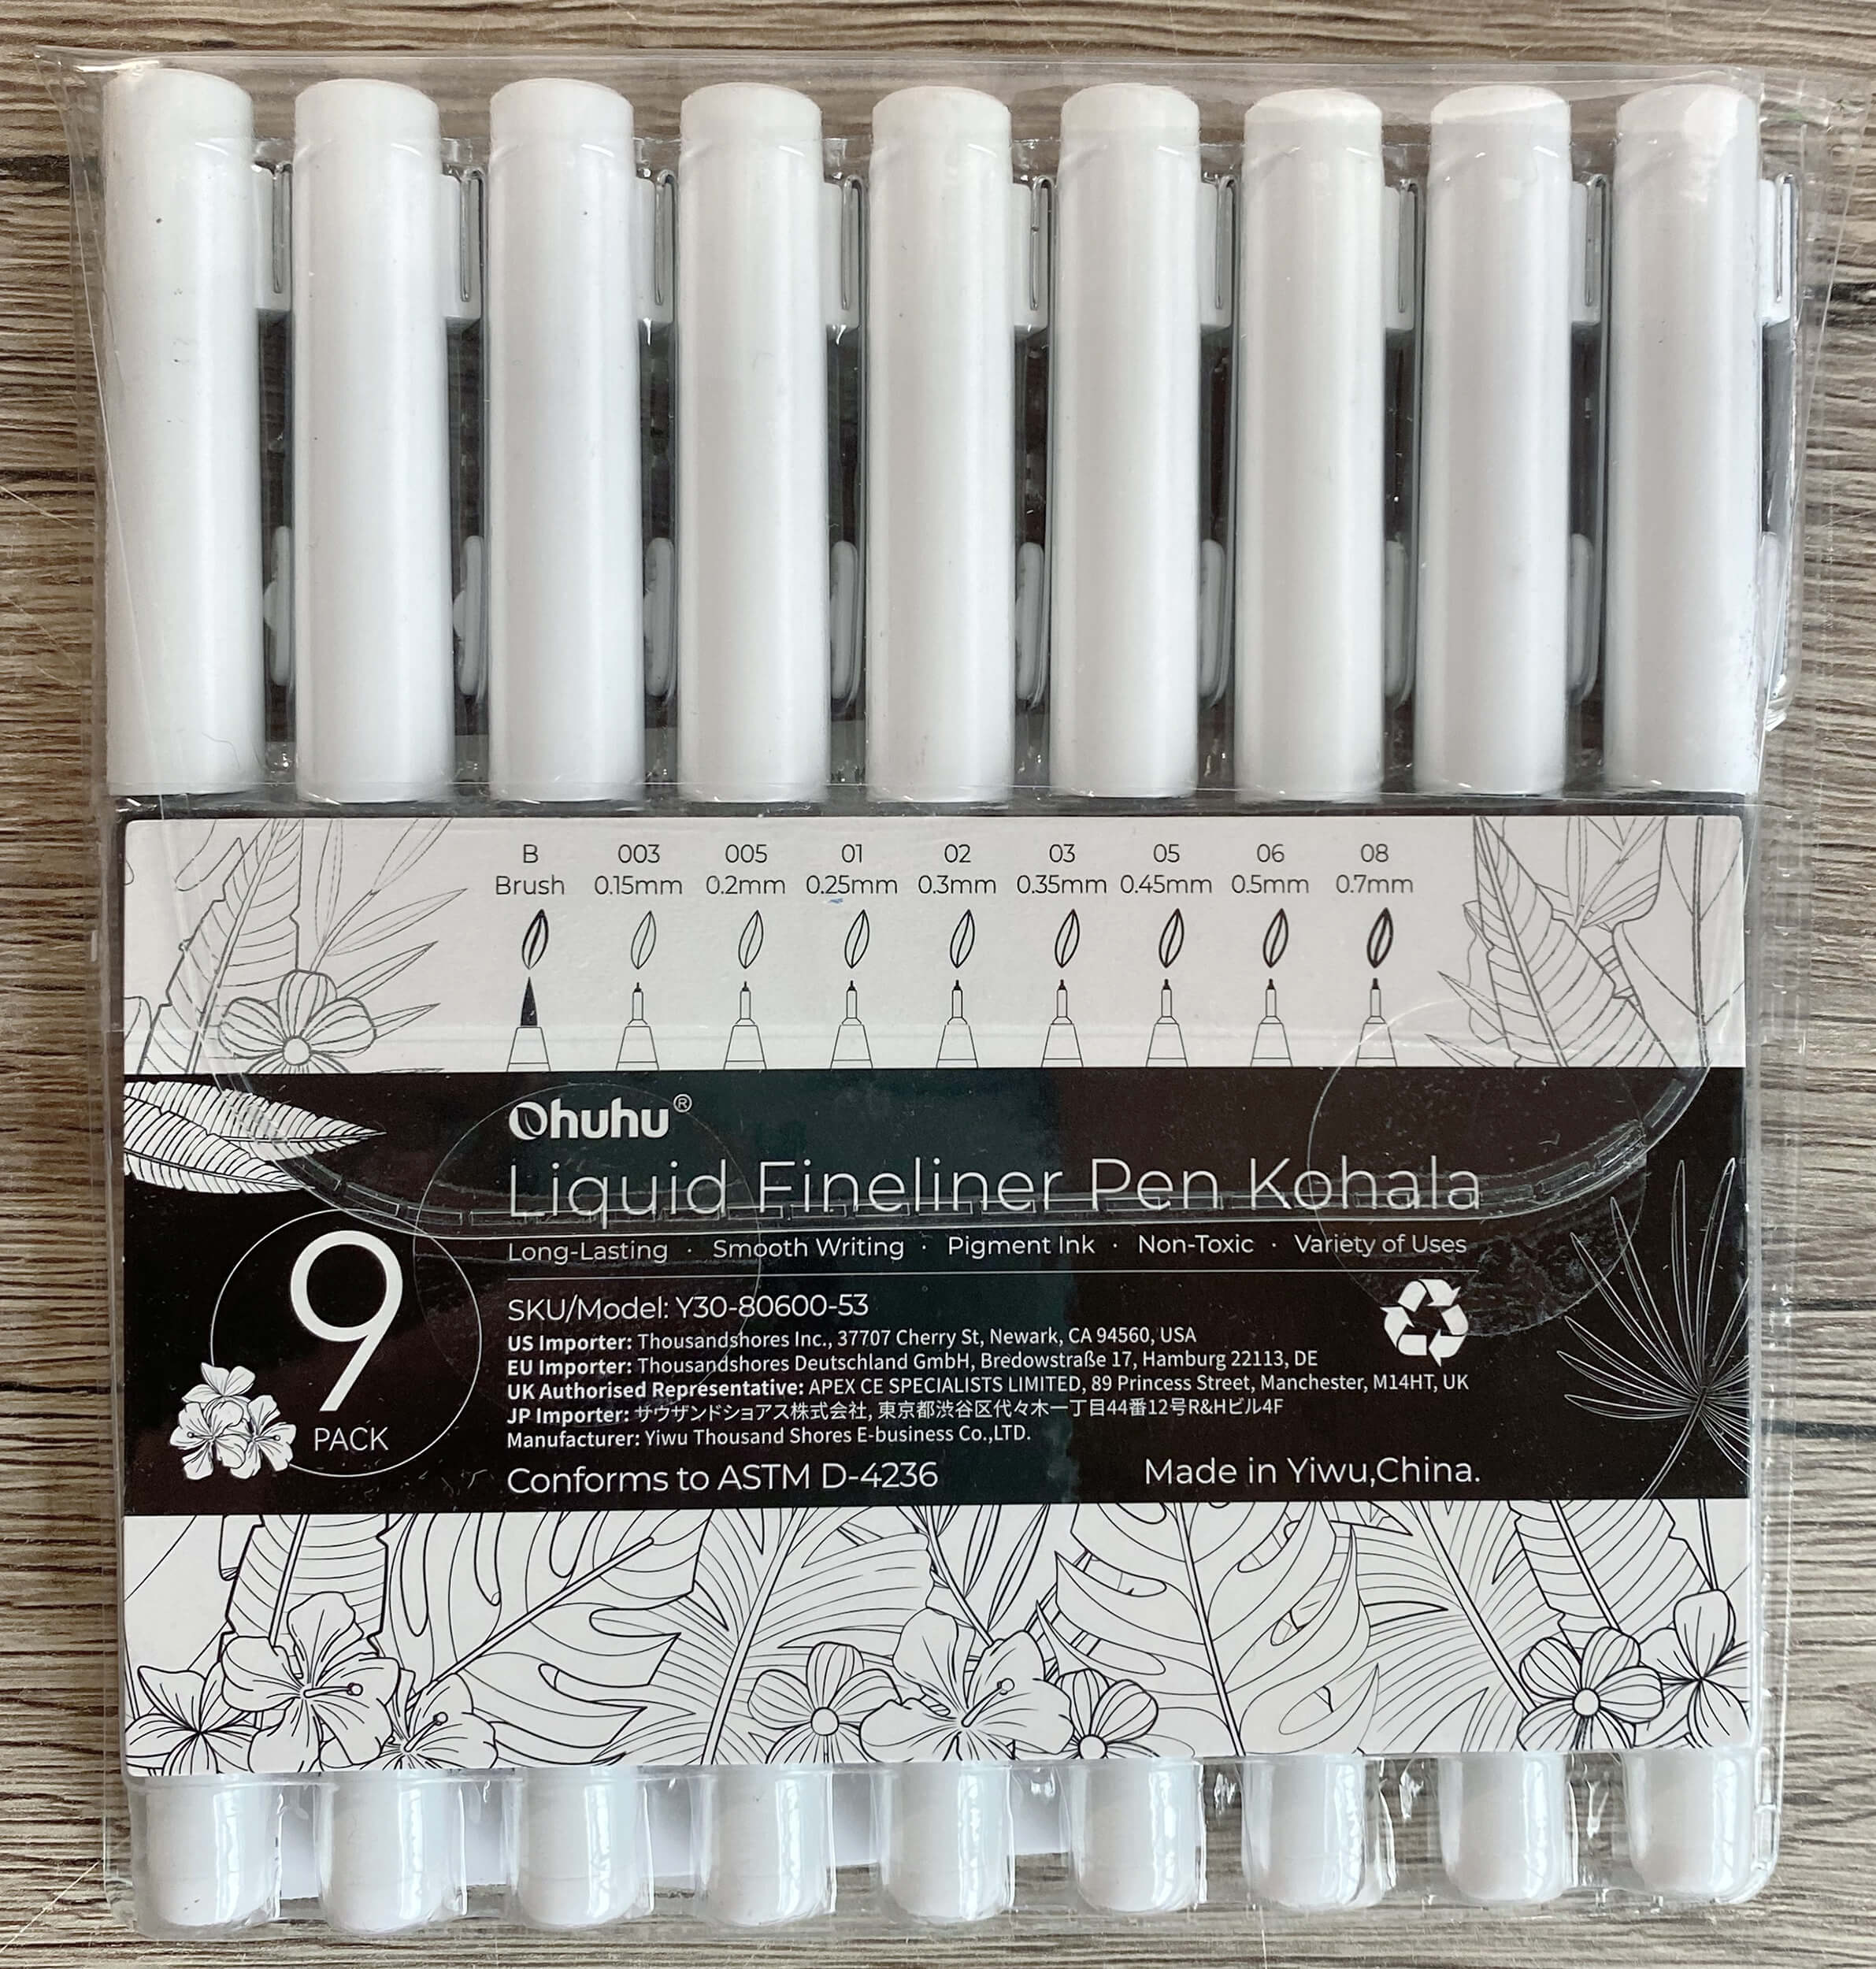 B 003 005 01 02 03 05 06 08
Brush 0.15mm 0.2mm 0.25mm 0.3mm 0.35mm 0.45mm 0.5mm 0.7mm
Ohuhu®
Liquid Fineliner Pen Kohala
Long-Lasting · Smooth Writing · Pigment Ink · Non-Toxic · Variety of Uses
9
PACK
SKU/Model: Y30-80600-53
US Importer: Thousandshores Inc., 37707 Cherry St, Newark, CA 94560, USA
EU Importer: Thousandshores Deutschland GmbH, Bredowstraße 17, Hamburg 22113, DE
UK Authorised Representative: APEX CE SPECIALISTS LIMITED, 89 Princess Street, Manchester, M14HT, UK
JP Importer: サウザンドショアス株式会社, 東京都渋谷区代々木一丁目44番12号R&Hビル4F
Manufacturer: Yiwu Thousand Shores E-business Co.,LTD.
Conforms to ASTM D-4236
Made in Yiwu,China.